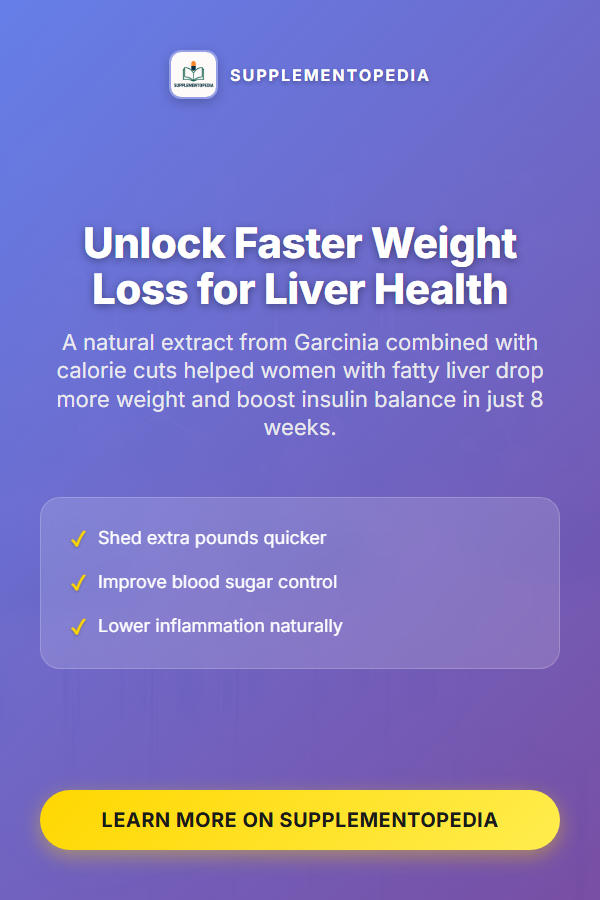 SUPPLEMENTOPEDIA
SUPPLEMENTOPEDIA
Unlock Faster Weight
Loss for Liver Health
A natural extract from Garcinia combined with
calorie cuts helped women with fatty liver drop
more weight and boost insulin balance in just 8
weeks.
Shed extra pounds quicker
Improve blood sugar control
Lower inflammation naturally
LEARN MORE ON SUPPLEMENTOPEDIA